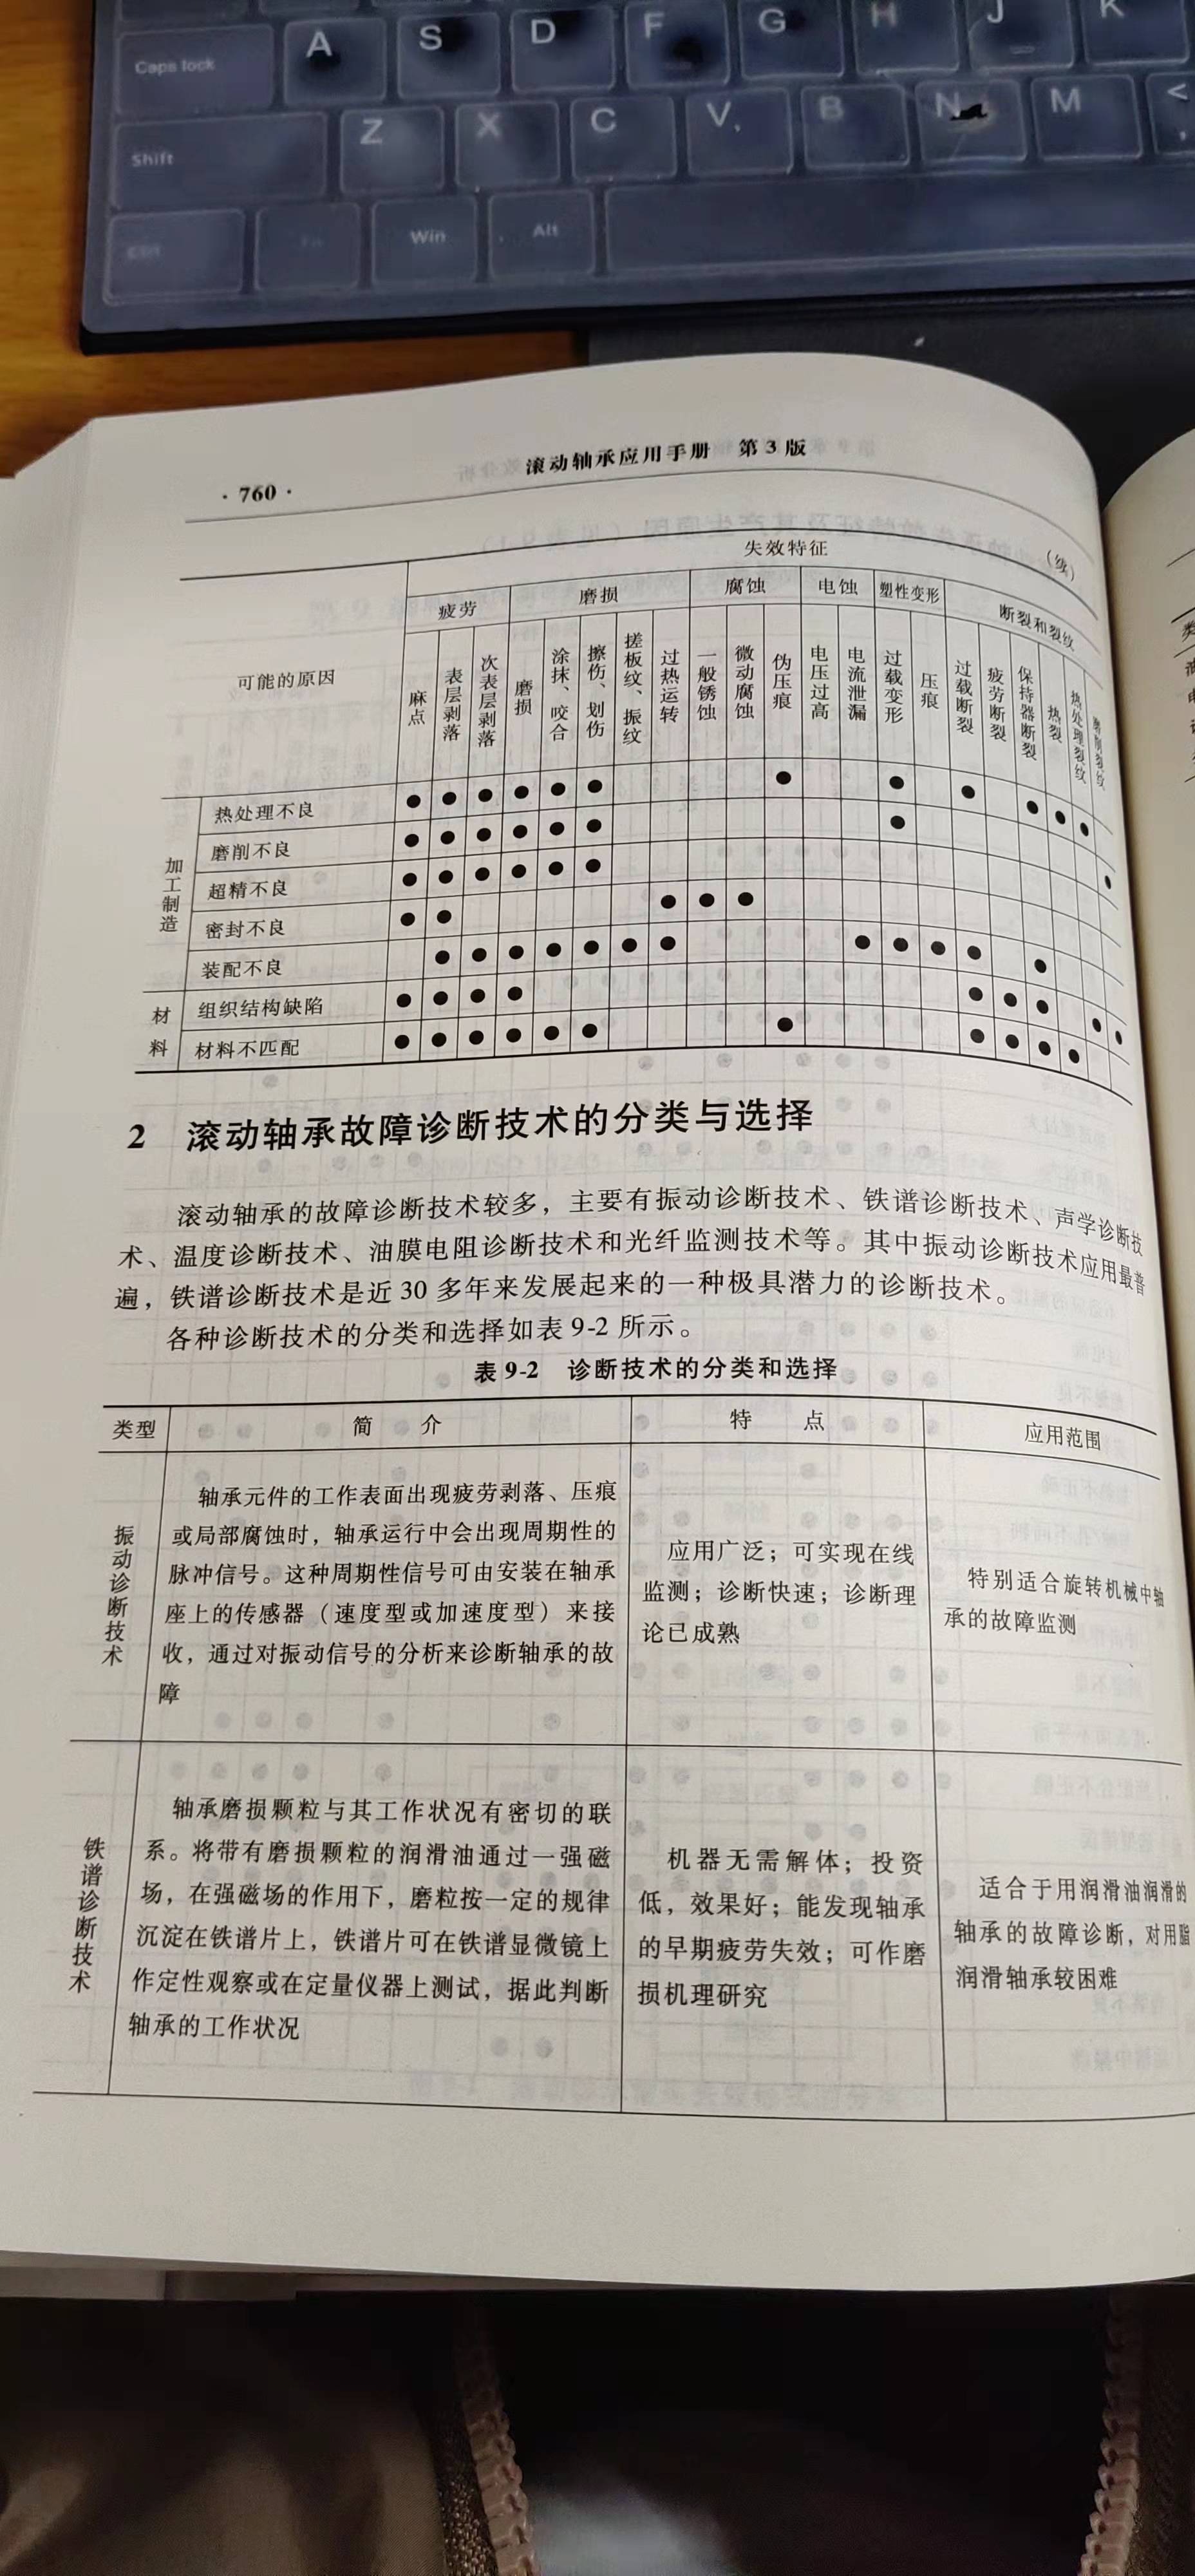 Caps lock A S D F G H J K
Shift Z X C V, B N M < ,
Ctrl Fn Win Alt
· 760 ·
滚动轴承应用手册 第3版
(续)
可能的原因
失效特征
疲劳 磨损 腐蚀 电蚀 塑性变形 断裂和裂纹
麻点 表层剥落 次表层剥落 磨损 涂抹、咬合 擦伤、划伤 搓板纹、振纹 过热运转 一般锈蚀 微动腐蚀 伪压痕 电压过高 电流泄漏 过载变形 压痕 过载断裂 疲劳断裂 保持器断裂 热裂 热处理裂纹 磨削裂纹
加工制造
热处理不良 ● ● ● ● ● ● ● ● ● ● ● ●
磨削不良 ● ● ● ● ● ● ● ●
超精不良 ● ● ● ● ● ●
密封不良 ● ● ● ● ●
装配不良 ● ● ● ● ● ● ● ● ● ● ● ●
材料
组织结构缺陷 ● ● ● ● ● ● ● ● ●
材料不匹配 ● ● ● ● ● ● ● ● ● ● ●
2 滚动轴承故障诊断技术的分类与选择
滚动轴承的故障诊断技术较多，主要有振动诊断技术、铁谱诊断技术、声学诊断技
术、温度诊断技术、油膜电阻诊断技术和光纤监测技术等。其中振动诊断技术应用最普
遍，铁谱诊断技术是近30多年来发展起来的一种极具潜力的诊断技术。
各种诊断技术的分类和选择如表9-2所示。
表9-2 诊断技术的分类和选择
类型 简 介 特 点 应用范围
振动诊断技术
轴承元件的工作表面出现疲劳剥落、压痕
或局部腐蚀时，轴承运行中会出现周期性的
脉冲信号。这种周期性信号可由安装在轴承
座上的传感器（速度型或加速度型）来接
收，通过对振动信号的分析来诊断轴承的故
障
应用广泛；可实现在线
监测；诊断快速；诊断理
论已成熟
特别适合旋转机械中轴
承的故障监测
铁谱诊断技术
轴承磨损颗粒与其工作状况有密切的联
系。将带有磨损颗粒的润滑油通过一强磁
场，在强磁场的作用下，磨粒按一定的规律
沉淀在铁谱片上，铁谱片可在铁谱显微镜上
作定性观察或在定量仪器上测试，据此判断
轴承的工作状况
机器无需解体；投资
低，效果好；能发现轴承
的早期疲劳失效；可作磨
损机理研究
适合于用润滑油润滑的
轴承的故障诊断，对用脂
润滑轴承较困难